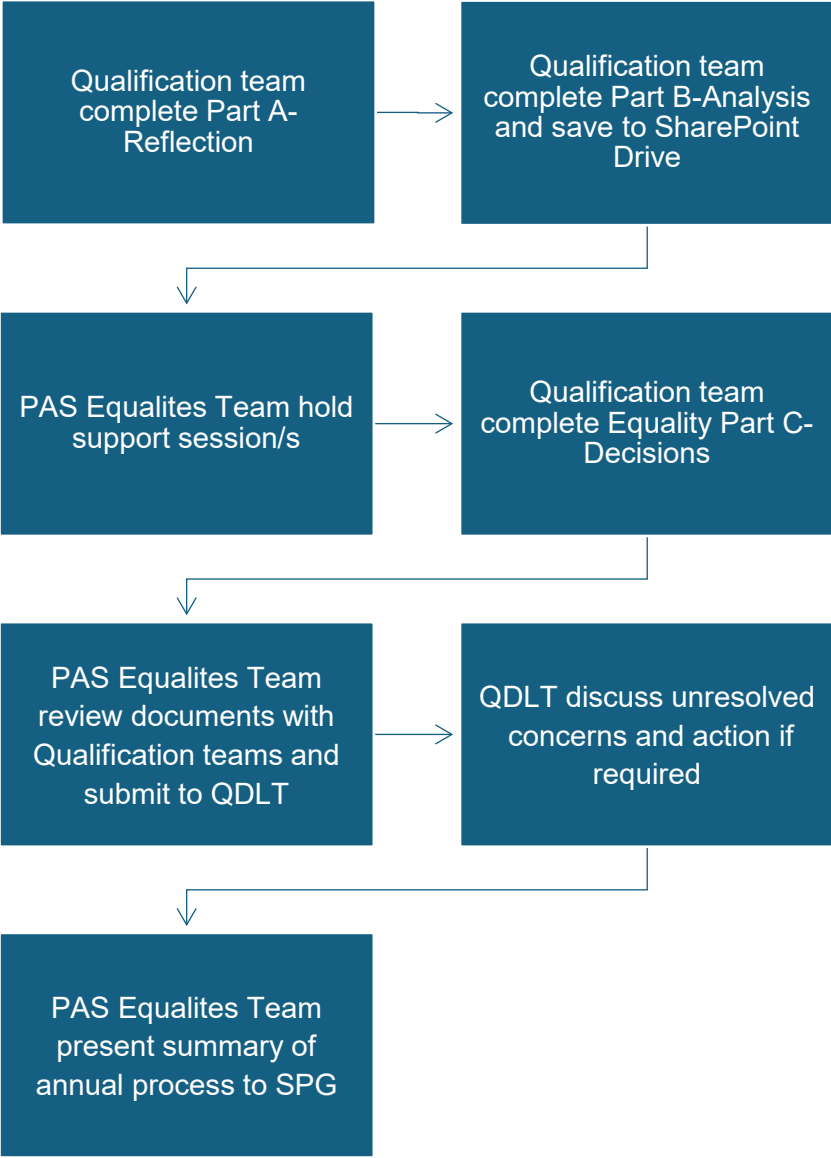 Qualification team
complete Part A-
Reflection
Qualification team
complete Part B-Analysis
and save to SharePoint
Drive
PAS Equalites Team hold
support session/s
Qualification team
complete Equality Part C-
Decisions
PAS Equalites Team
review documents with
Qualification teams and
submit to QDLT
QDLT discuss unresolved
concerns and action if
required
PAS Equalites Team
present summary of
annual process to SPG